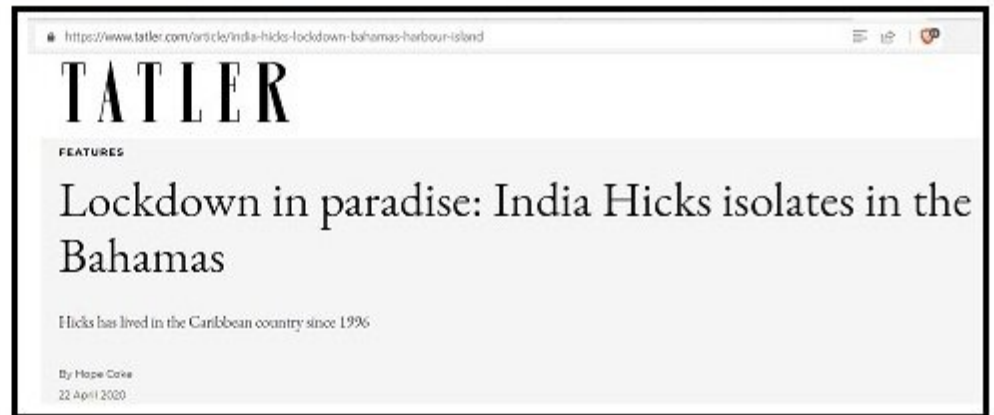 https://www.tatler.com/article/india-hicks-lockdown-bahamas-harbour-island
TATLER
FEATURES
Lockdown in paradise: India Hicks isolates in the
Bahamas
Hicks has lived in the Caribbean country since 1996
By Hope Coke
22 April 2020